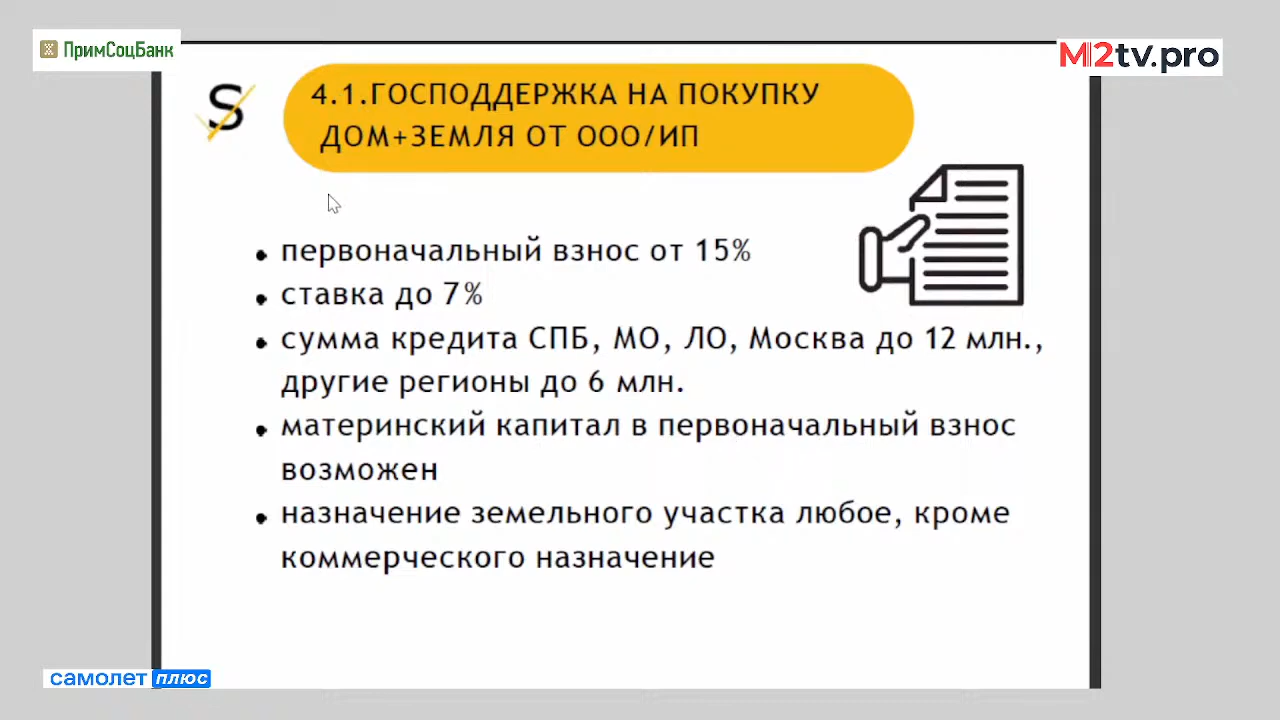 ПримСоцБанк
M2tv.pro
S
4.1.ГОСПОДДЕРЖКА НА ПОКУПКУ
ДОМ+ЗЕМЛЯ ОТ ООО/ИП
• первоначальный взнос от 15%
• ставка до 7%
• сумма кредита СПБ, МО, ЛО, Москва до 12 млн.,
другие регионы до 6 млн.
• материнский капитал в первоначальный взнос
возможен
• назначение земельного участка любое, кроме
коммерческого назначение
самолет плюс